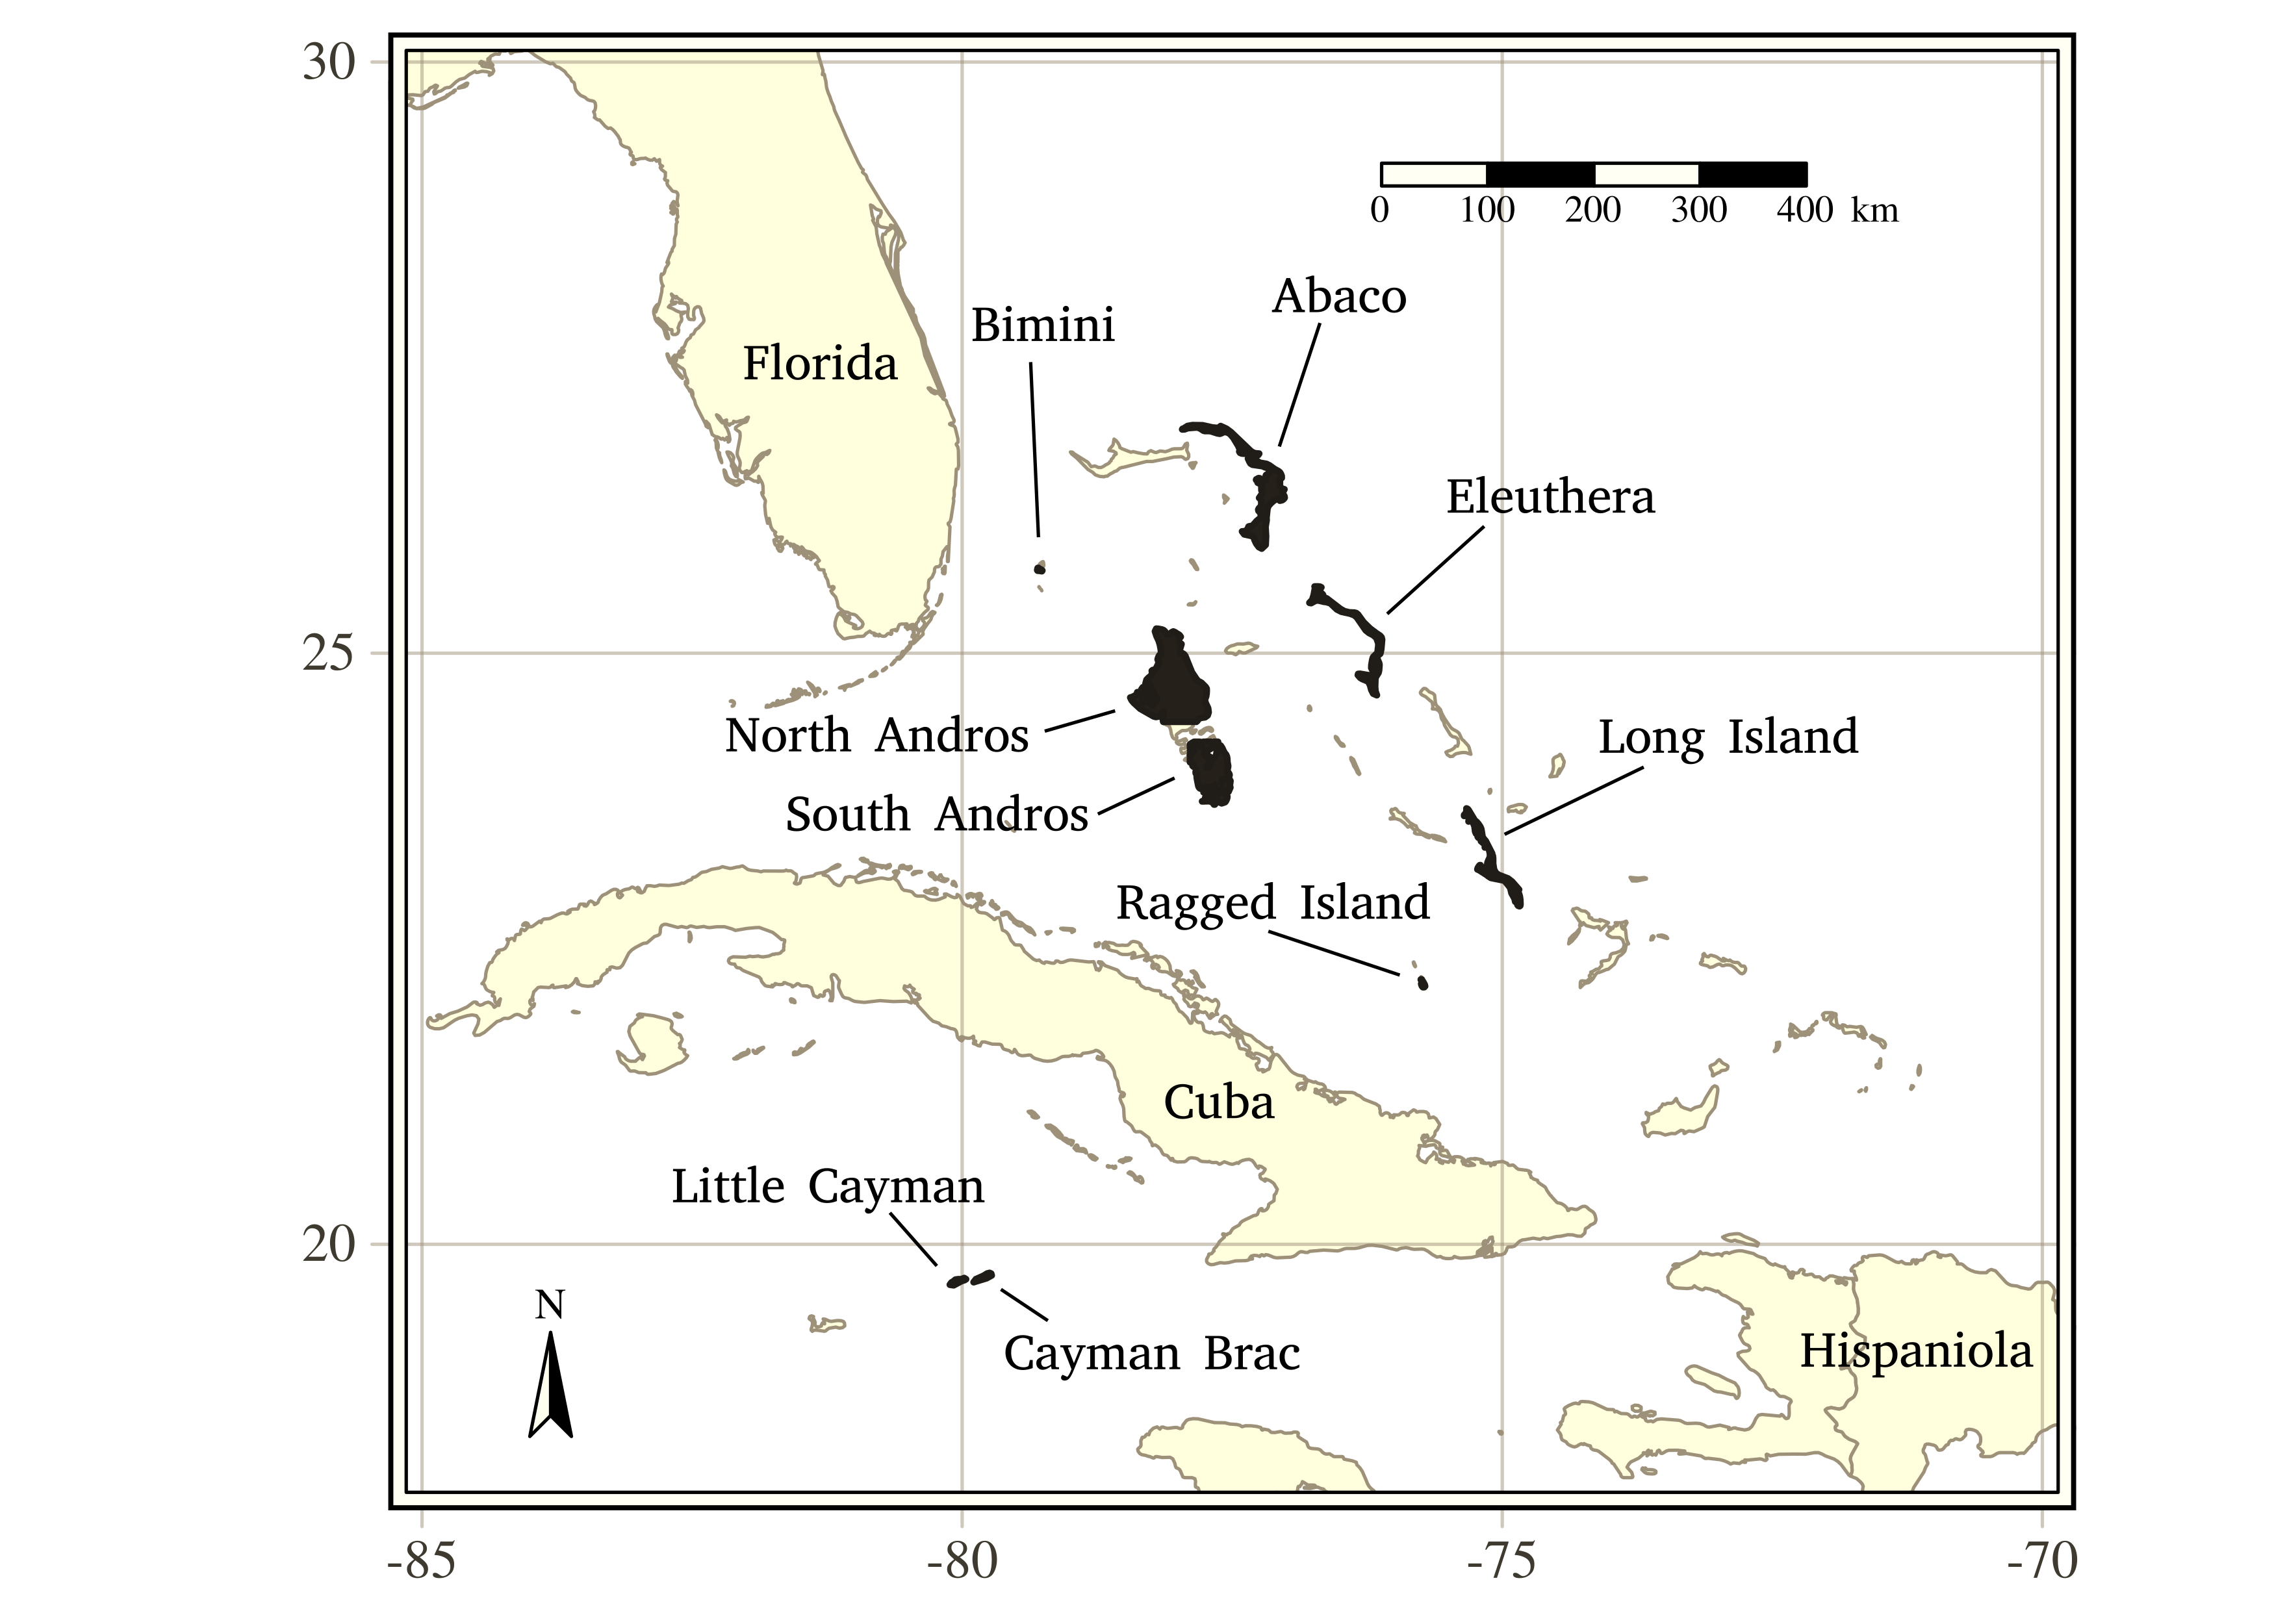 30
0 100 200 300 400 km
Abaco
Bimini
Florida
Eleuthera
25
North Andros
Long Island
South Andros
Ragged Island
Cuba
Little Cayman
20
N
Cayman Brac
Hispaniola
-85 -80 -75 -70